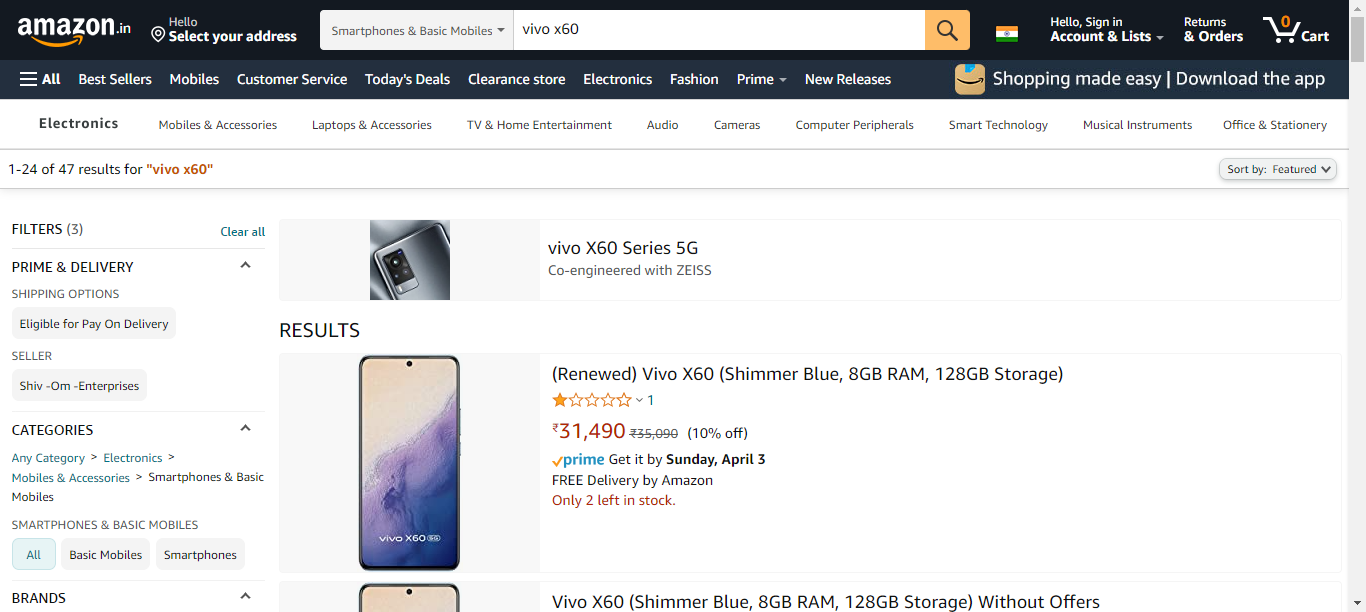 amazon.in
Hello
Select your address
Smartphones & Basic Mobiles
vivo x60
Hello, Sign in
Account & Lists
Returns
& Orders
0
Cart
All
Best Sellers
Mobiles
Customer Service
Today's Deals
Clearance store
Electronics
Fashion
Prime
New Releases
Shopping made easy | Download the app
Electronics
Mobiles & Accessories
Laptops & Accessories
TV & Home Entertainment
Audio
Cameras
Computer Peripherals
Smart Technology
Musical Instruments
Office & Stationery
1-24 of 47 results for "vivo x60"
Sort by: Featured
FILTERS (3)
Clear all
PRIME & DELIVERY
SHIPPING OPTIONS
Eligible for Pay On Delivery
SELLER
Shiv -Om -Enterprises
CATEGORIES
Any Category > Electronics >
Mobiles & Accessories > Smartphones & Basic
Mobiles
SMARTPHONES & BASIC MOBILES
All
Basic Mobiles
Smartphones
BRANDS
vivo X60 Series 5G
Co-engineered with ZEISS
RESULTS
vivo X60 5G
(Renewed) Vivo X60 (Shimmer Blue, 8GB RAM, 128GB Storage)
1
₹31,490 ₹35,090 (10% off)
prime Get it by Sunday, April 3
FREE Delivery by Amazon
Only 2 left in stock.
Vivo X60 (Shimmer Blue, 8GB RAM, 128GB Storage) Without Offers